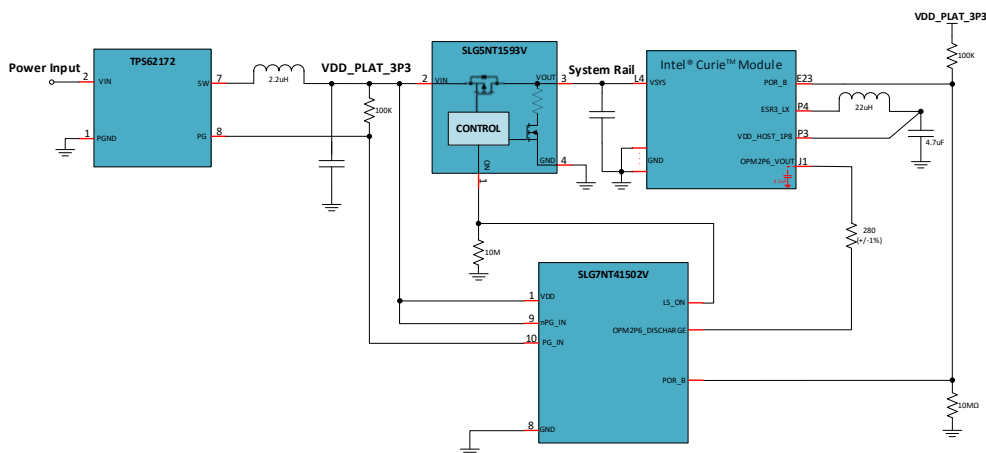 VDD_PLAT_3P3
TPS62172
SLG5NT1593V
100K
Power Input
2
VIN
SW
7
2.2uH
VDD_PLAT_3P3
2
VIN
VOUT
3
System Rail
L4
VSYS
Intel® Curie™ Module
POR_B
E23
100K
ESR3_LX
P4
22uH
1
PGND
PG
8
CONTROL
GND
4
GND
VDD_HOST_1P8
P3
4.7uF
OPM2P6_VOUT
J1
4.7uF
ON
1
10M
280
(+/-1%)
SLG7NT41502V
1
VDD
LS_ON
9
nPG_IN
OPM2P6_DISCHARGE
10
PG_IN
POR_B
10MΩ
8
GND